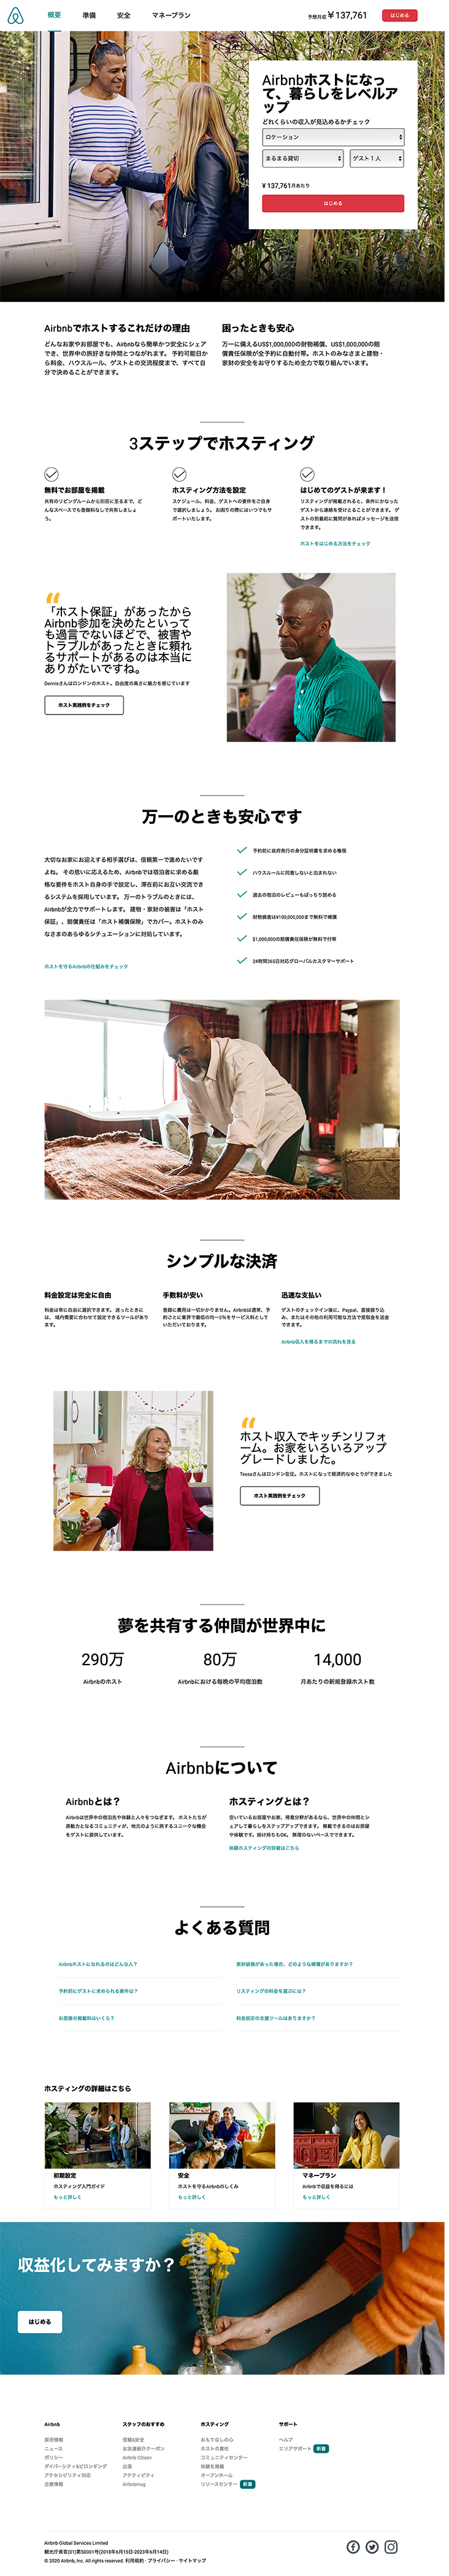 概要 準備 安全 マネープラン 予想月収 ¥137,761 はじめる
Airbnbホストになっ
て、暮らしをレベルア
ップ
どれくらいの収入が見込めるかチェック
ロケーション
まるまる貸切 ゲスト1人
¥137,761月あたり
はじめる
Airbnbでホストするこれだけの理由
どんなお家やお部屋でも、Airbnbなら簡単かつ安全にシェア
でき、世界中の旅好きな仲間とつながれます。 予約可能日か
ら料金、ハウスルール、ゲストとの交流程度まで、すべて自
分で決めることができます。
困ったときも安心
万一に備えるUS$1,000,000の財物補償、US$1,000,000の賠
償責任保険が全予約に自動付帯。ホストのみなさまと建物・
家財の安全をお守りするため全力で取り組んでいます。
3ステップでホスティング
無料でお部屋を掲載
共有のリビングルームから別荘に至るまで、ど
んなスペースでも登録料なしで共有しましょ
う。
ホスティング方法を設定
スケジュール、料金、ゲストへの要件をご自身
で選択しましょう。 お困りの際にはいつでもサ
ポートいたします。
はじめてのゲストが来ます！
リスティングが掲載されると、条件にかなった
ゲストから連絡を受けとることができます。 ゲ
ストの到着前に質問があればメッセージを送信
できます。
ホストをはじめる方法をチェック
“
「ホスト保証」があったから
Airbnb参加を決めたといって
も過言でないほどで、被害や
トラブルがあったときに頼れ
るサポートがあるのは本当に
ありがたいですね。
Dennisさんはロンドンのホスト。自由度の高さに魅力を感じています
ホスト実践例をチェック
万一のときも安心です
大切なお家にお迎えする相手選びは、信頼第一で進めたいです
よね。 その思いに応えるため、Airbnbでは宿泊者に求める厳
格な要件をホスト自身の手で設定し、滞在前にお互い交流でき
るシステムを採用しています。 万一のトラブルのときには、
Airbnbが全力でサポートします。 建物・家財の被害は「ホスト
保証」、賠償責任は「ホスト補償保険」でカバー。ホストのみ
なさまのあらゆるシチュエーションに対処しています。
ホストを守るAirbnbの仕組みをチェック
予約前に政府発行の身分証明書を求める権限
ハウスルールに同意しないと泊まれない
過去の宿泊のレビューもばっちり読める
財物損害は¥100,000,000まで無料で補償
$1,000,000の賠償責任保険が無料で付帯
24時間365日対応グローバルカスタマーサポート
シンプルな決済
料金設定は完全に自由
料金は常に自由に選択できます。 迷ったときに
は、 域内需要に合わせて設定できるツールがあり
ます。
手数料が安い
登録に費用は一切かかりません。Airbnbは通常、予
約ごとに業界で最低の均一3%をサービス料として
いただいております。
迅速な支払い
ゲストのチェックイン後に、Paypal、直接振り込
み、またはその他の利用可能な方法で受取金を送金
できます。
Airbnb収入を得るまでの流れを見る
“
ホスト収入でキッチンリフォ
ーム。お家をいろいろアップ
グレードしました。
Tessaさんはロンドン在住。ホストになって経済的なゆとりができました
ホスト実践例をチェック
夢を共有する仲間が世界中に
290万 80万 14,000
Airbnbのホスト Airbnbにおける毎晩の平均宿泊数 月あたりの新規登録ホスト数
Airbnbについて
Airbnbとは？
Airbnbは世界中の宿泊先や体験と人々をつなぎます。 ホストたちが
原動力となるコミュニティが、地元のように旅するユニークな機会
をゲストに提供しています。
ホスティングとは？
空いているお部屋やお家、得意分野があるなら、世界中の仲間とシ
ェアして暮らしをステップアップできます。 掲載できるのはお部屋
や体験です。掛け持ちもOK。 無理のないペースでできます。
体験ホスティングの詳細はこちら
よくある質問
Airbnbホストになれるのはどんな人？ 家財破損があった場合、どのような補償がありますか？
予約前にゲストに求められる要件は？ リスティングの料金を選ぶには？
お部屋の掲載料はいくら？ 料金設定の支援ツールはありますか？
ホスティングの詳細はこちら
初期設定
ホスティング入門ガイド
もっと詳しく
安全
ホストを守るAirbnbのしくみ
もっと詳しく
マネープラン
Airbnbで収益を得るには
もっと詳しく
収益化してみますか？
はじめる
Airbnb
採用情報
ニュース
ポリシー
ダイバーシティ&ビロンギング
アクセシビリティ対応
企業情報
スタッフのおすすめ
信頼&安全
お友達紹介クーポン
Airbnb Citizen
出張
アクティビティ
Airbnbmag
ホスティング
おもてなしの心
ホストの責任
コミュニティセンター
体験を掲載
オープンホーム
リソースセンター 新着
サポート
ヘルプ
エリアサポート 新着
Airbnb Global Services Limited
観光庁長官(01)第S0001号(2018年6月15日-2023年6月14日)
© 2020 Airbnb, Inc. All rights reserved. 利用規約 · プライバシー · サイトマップ